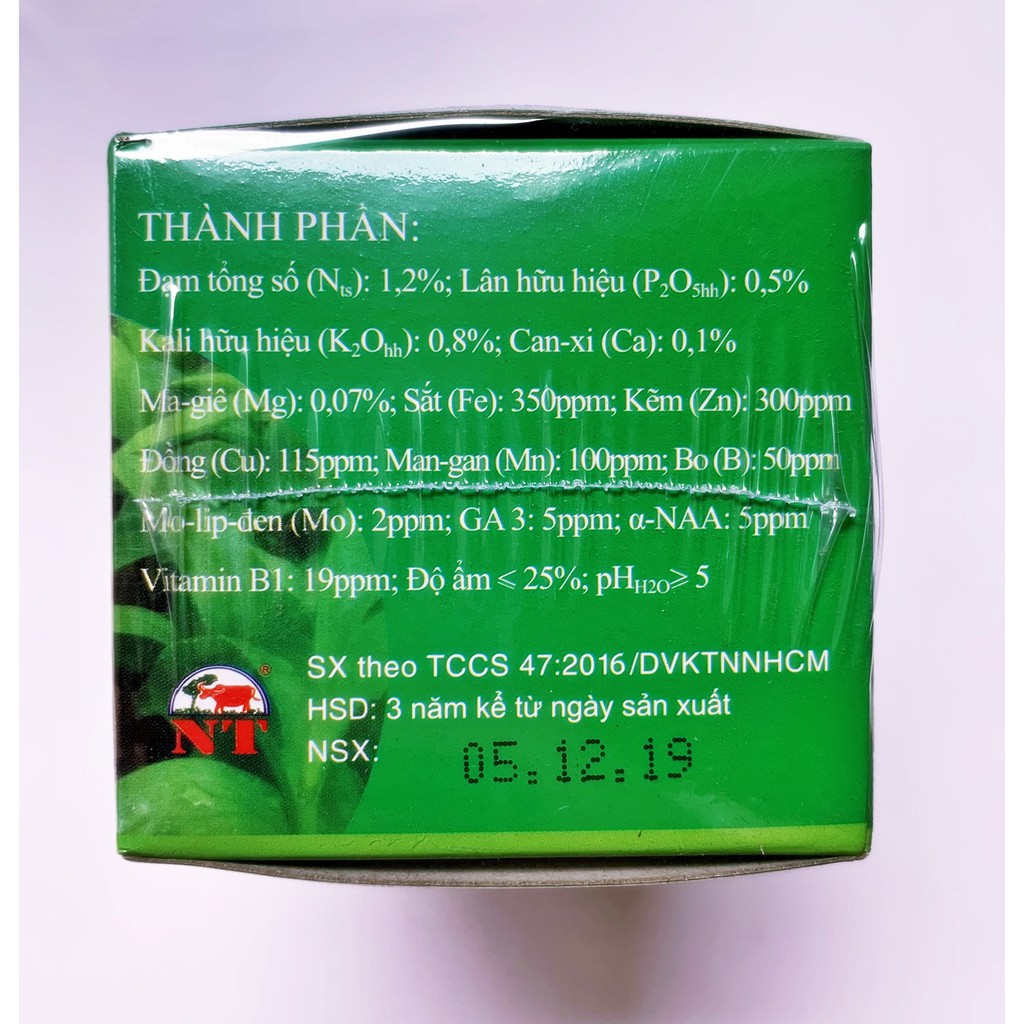 THÀNH PHẦN:
Đạm tổng số (Nts): 1,2%; Lân hữu hiệu (P2O5hh): 0,5%
Kali hữu hiệu (K2Ohh): 0,8%; Can-xi (Ca): 0,1%
Ma-giê (Mg): 0,07%; Sắt (Fe): 350ppm; Kẽm (Zn): 300ppm
Đồng (Cu): 115ppm; Man-gan (Mn): 100ppm; Bo (B): 50ppm
Mo-lip-đen (Mo): 2ppm; GA 3: 5ppm; α-NAA: 5ppm
Vitamin B1: 19ppm; Độ ẩm ⩽ 25%; pHH2O⩾ 5
SX theo TCCS 47:2016/DVKTNNHCM
HSD: 3 năm kể từ ngày sản xuất
NSX: 05.12.19
NT®